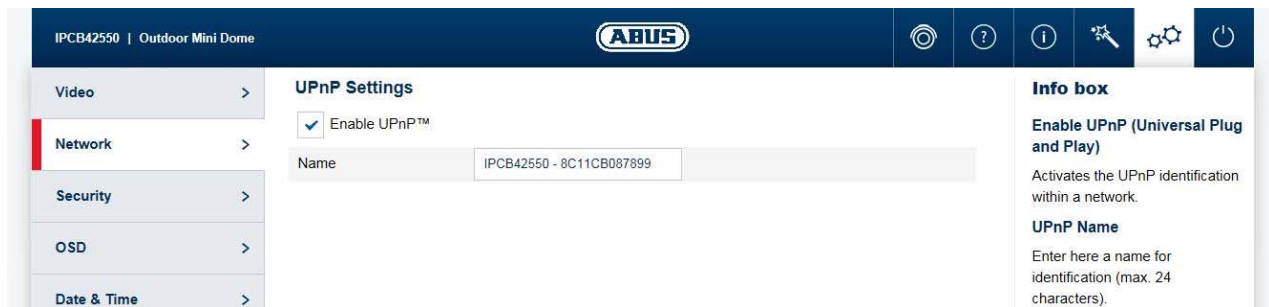 IPCB42550 | Outdoor Mini Dome
ABUS
Video
Network
Security
OSD
Date & Time
UPnP Settings
Enable UPnP™
Name
IPCB42550 - 8C11CB087899
Info box
Enable UPnP (Universal Plug
and Play)
Activates the UPnP identification
within a network.
UPnP Name
Enter here a name for
identification (max. 24
characters).